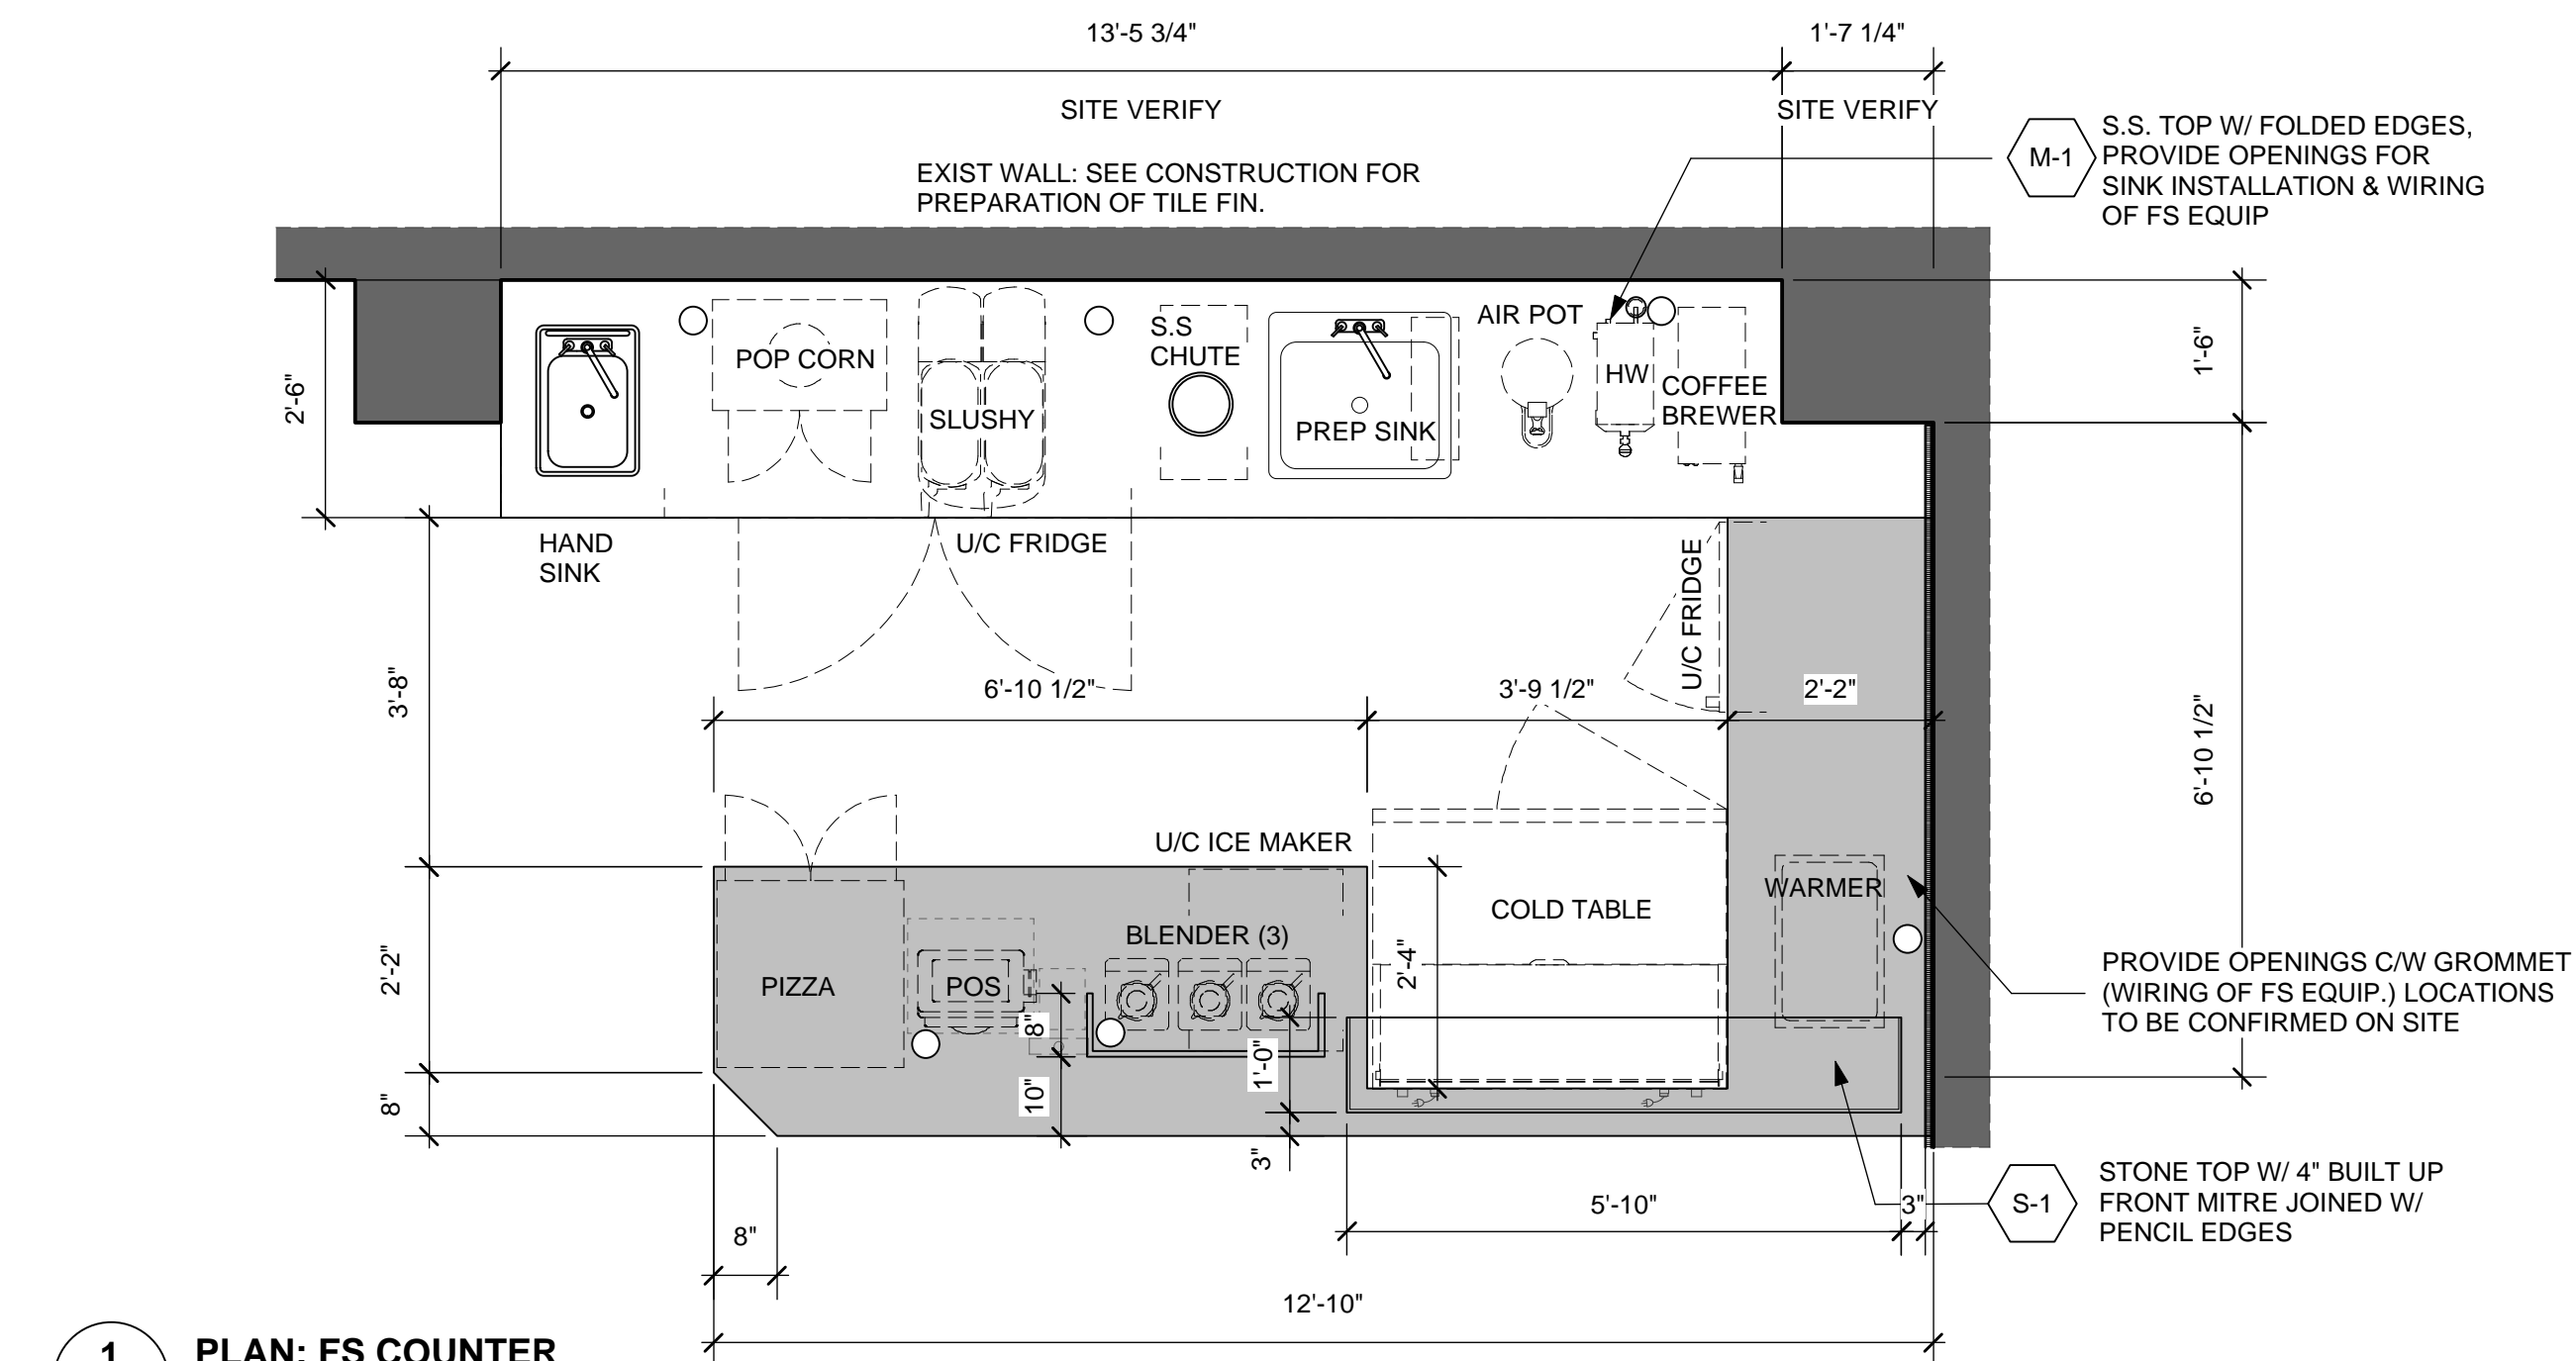 13'-5 3/4"
1'-7 1/4"
SITE VERIFY
SITE VERIFY
EXIST WALL: SEE CONSTRUCTION FOR
PREPARATION OF TILE FIN.
M-1
S.S. TOP W/ FOLDED EDGES,
PROVIDE OPENINGS FOR
SINK INSTALLATION & WIRING
OF FS EQUIP
2'-6"
POP CORN
SLUSHY
S.S
CHUTE
PREP SINK
AIR POT
HW
COFFEE
BREWER
1'-6"
HAND
SINK
U/C FRIDGE
U/C FRIDGE
3'-8"
6'-10 1/2"
3'-9 1/2"
2'-2"
6'-10 1/2"
U/C ICE MAKER
WARMER
COLD TABLE
BLENDER (3)
2'-4"
2'-2"
PIZZA
POS
8"
1'-0"
10"
8"
3"
PROVIDE OPENINGS C/W GROMMET
(WIRING OF FS EQUIP.) LOCATIONS
TO BE CONFIRMED ON SITE
5'-10"
3"
S-1
STONE TOP W/ 4" BUILT UP
FRONT MITRE JOINED W/
PENCIL EDGES
8"
12'-10"
1
PLAN: FS COUNTER